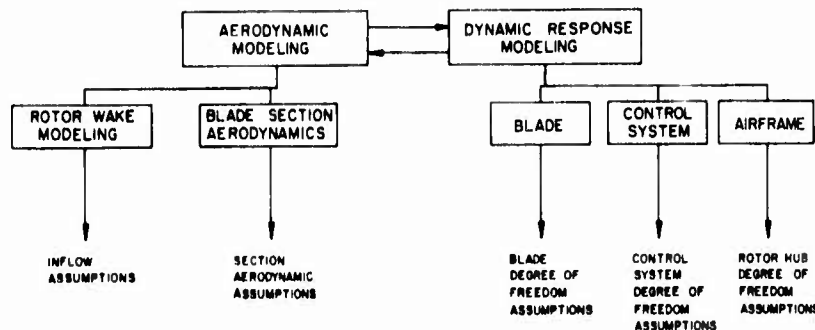 AERODYNAMIC
MODELING
DYNAMIC RESPONSE
MODELING
ROTOR WAKE
MODELING
BLADE SECTION
AERODYNAMICS
BLADE
CONTROL
SYSTEM
AIRFRAME
INFLOW
ASSUMPTIONS
SECTION
AERODYNAMIC
ASSUMPTIONS
BLADE
DEGREE OF
FREEDOM
ASSUMPTIONS
CONTROL
SYSTEM
DEGREE OF
FREEDOM
ASSUMPTIONS
ROTOR HUB
DEGREE OF
FREEDOM
ASSUMPTIONS